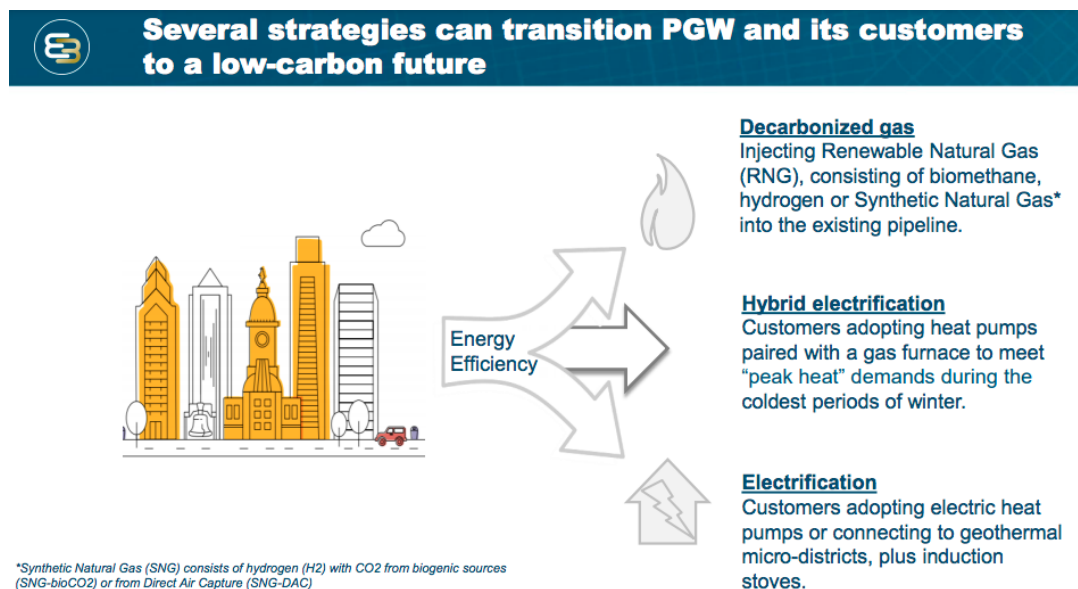 Several strategies can transition PGW and its customers
to a low-carbon future
Decarbonized gas
Injecting Renewable Natural Gas
(RNG), consisting of biomethane,
hydrogen or Synthetic Natural Gas*
into the existing pipeline.
Energy
Efficiency
Hybrid electrification
Customers adopting heat pumps
paired with a gas furnace to meet
“peak heat” demands during the
coldest periods of winter.
Electrification
Customers adopting electric heat
pumps or connecting to geothermal
micro-districts, plus induction
stoves.
*Synthetic Natural Gas (SNG) consists of hydrogen (H2) with CO2 from biogenic sources
(SNG-bioCO2) or from Direct Air Capture (SNG-DAC)